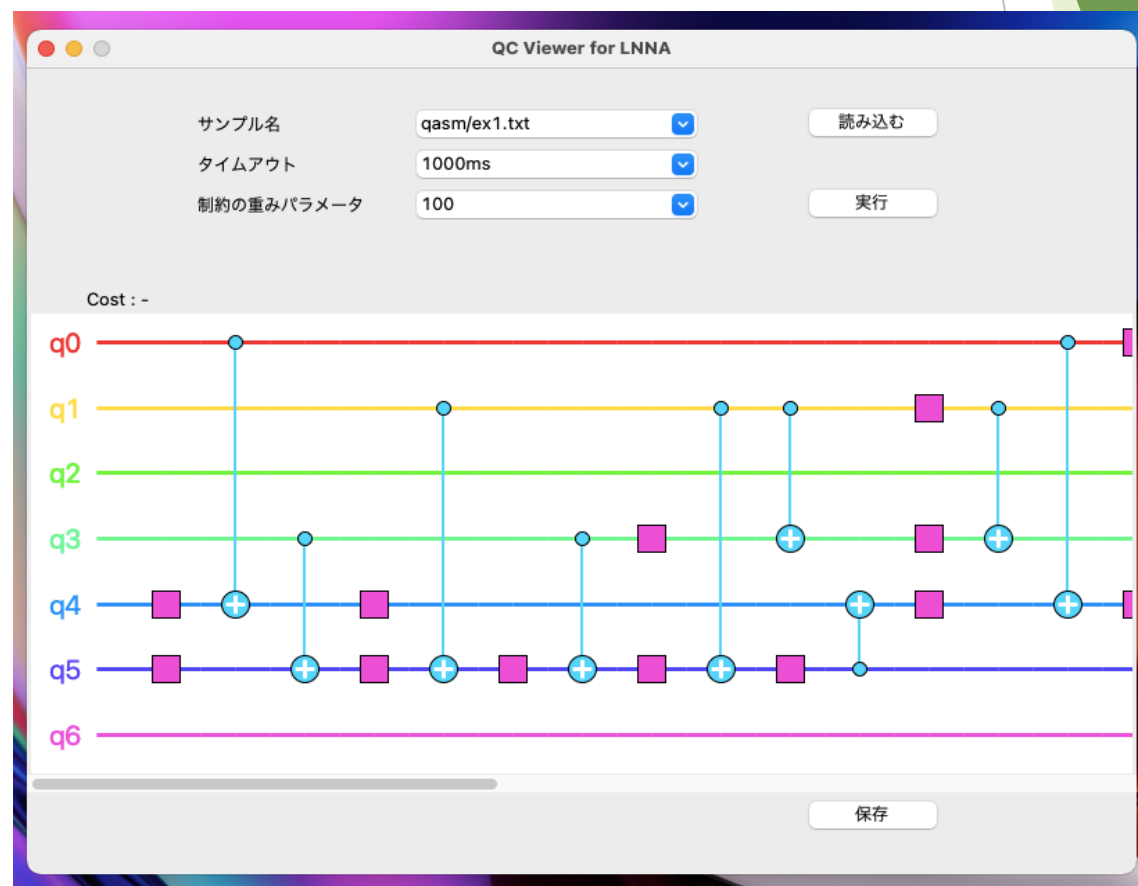 QC Viewer for LNNA
サンプル名 qasm/ex1.txt 読み込む
タイムアウト 1000ms
制約の重みパラメータ 100 実行
Cost : -
q0
q1
q2
q3
q4
q5
q6
保存